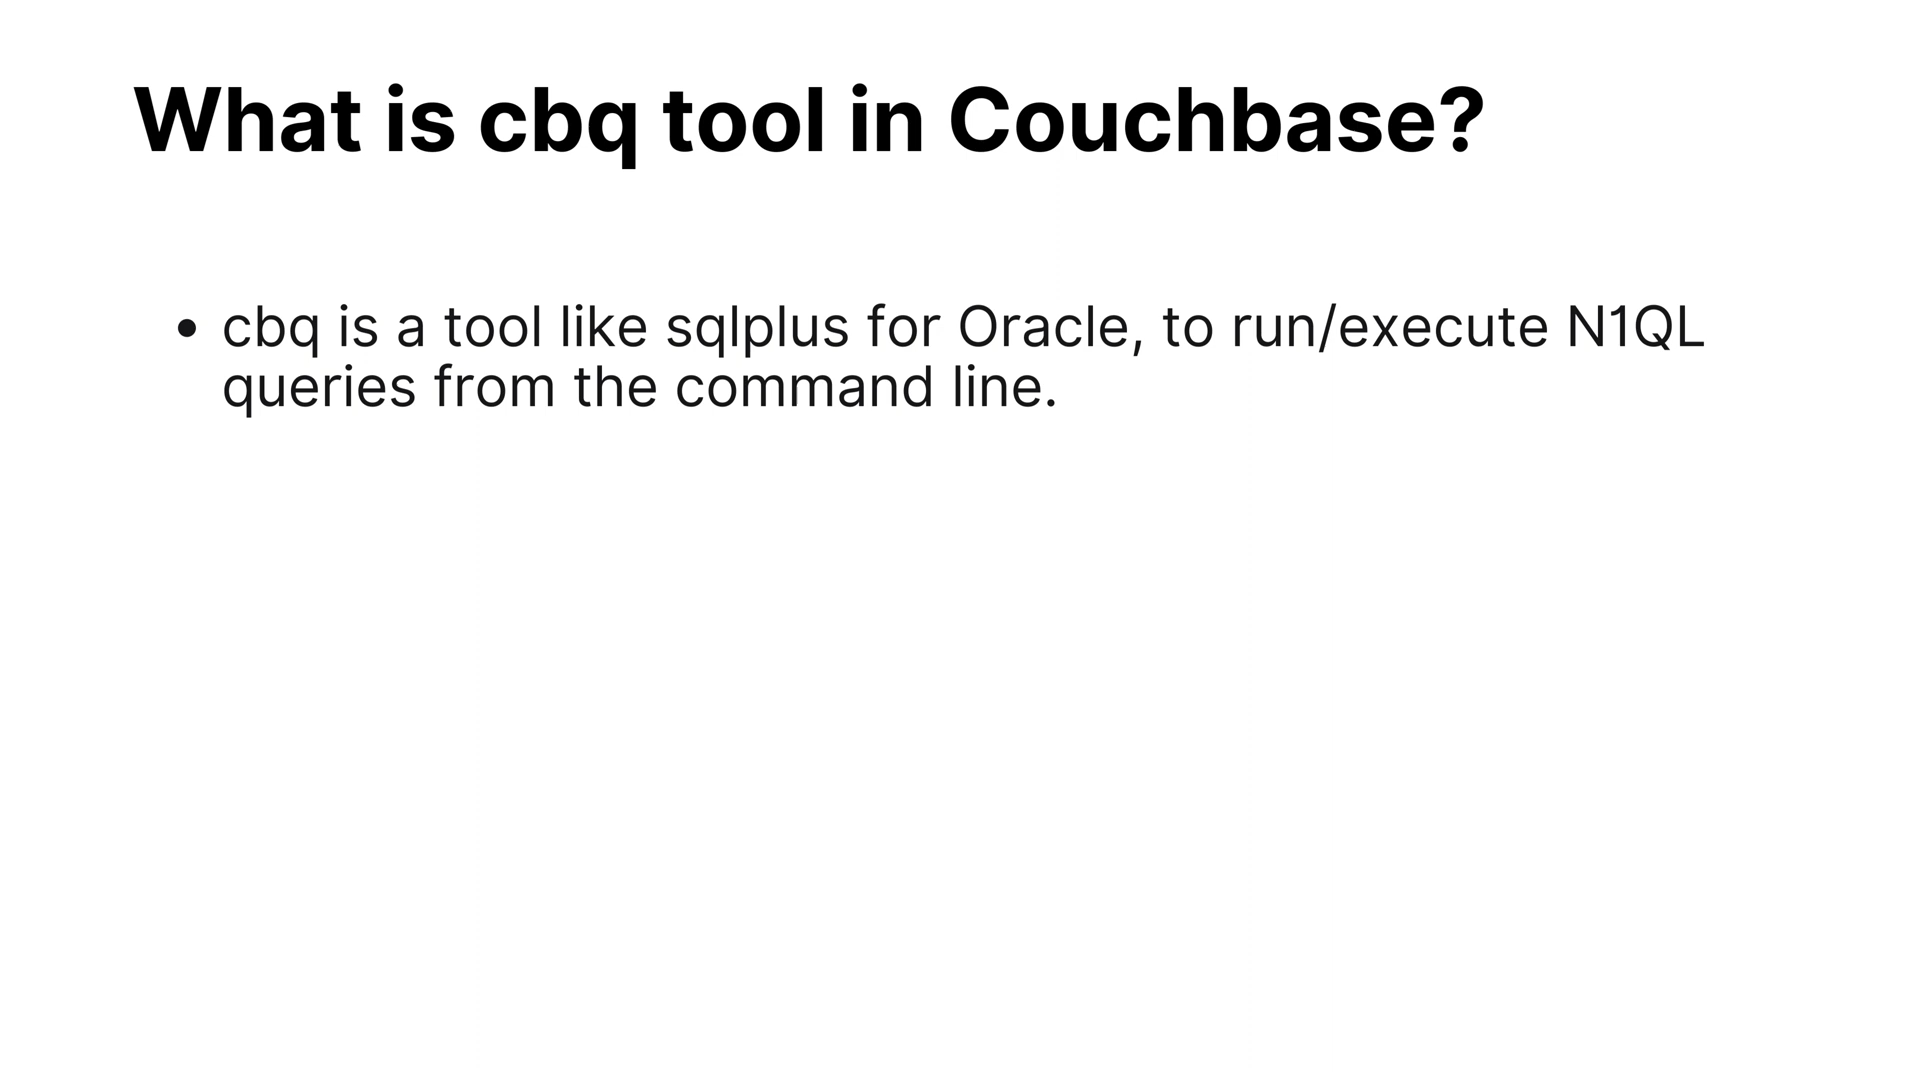 What is cbq tool in Couchbase?
• cbq is a tool like sqlplus for Oracle, to run/execute N1QL
queries from the command line.